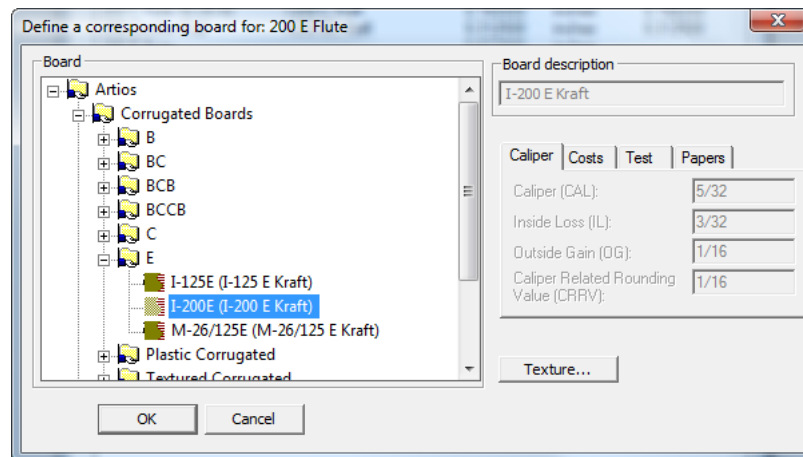 Define a corresponding board for: 200 E Flute
Board
Artios
Corrugated Boards
B
BC
BCB
BCCB
C
E
I-125E (I-125 E Kraft)
I-200E (I-200 E Kraft)
M-26/125E (M-26/125 E Kraft)
Plastic Corrugated
Textured Corrugated
OK
Cancel
Board description
I-200 E Kraft
Caliper Costs Test Papers
Caliper (CAL): 5/32
Inside Loss (IL): 3/32
Outside Gain (OG): 1/16
Caliper Related Rounding
Value (CRRV): 1/16
Texture...